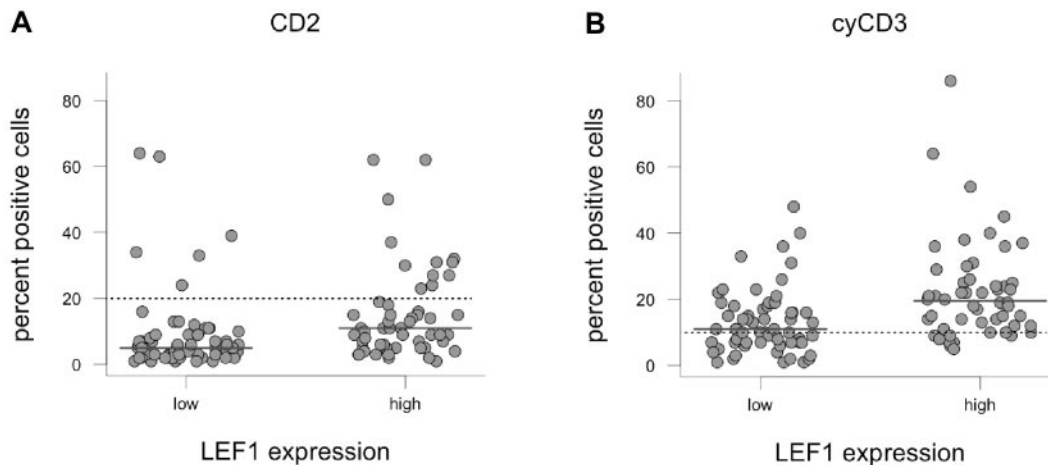 A
CD2
percent positive cells
80
60
40
20
0
low
high
LEF1 expression
B
cyCD3
percent positive cells
80
60
40
20
0
low
high
LEF1 expression